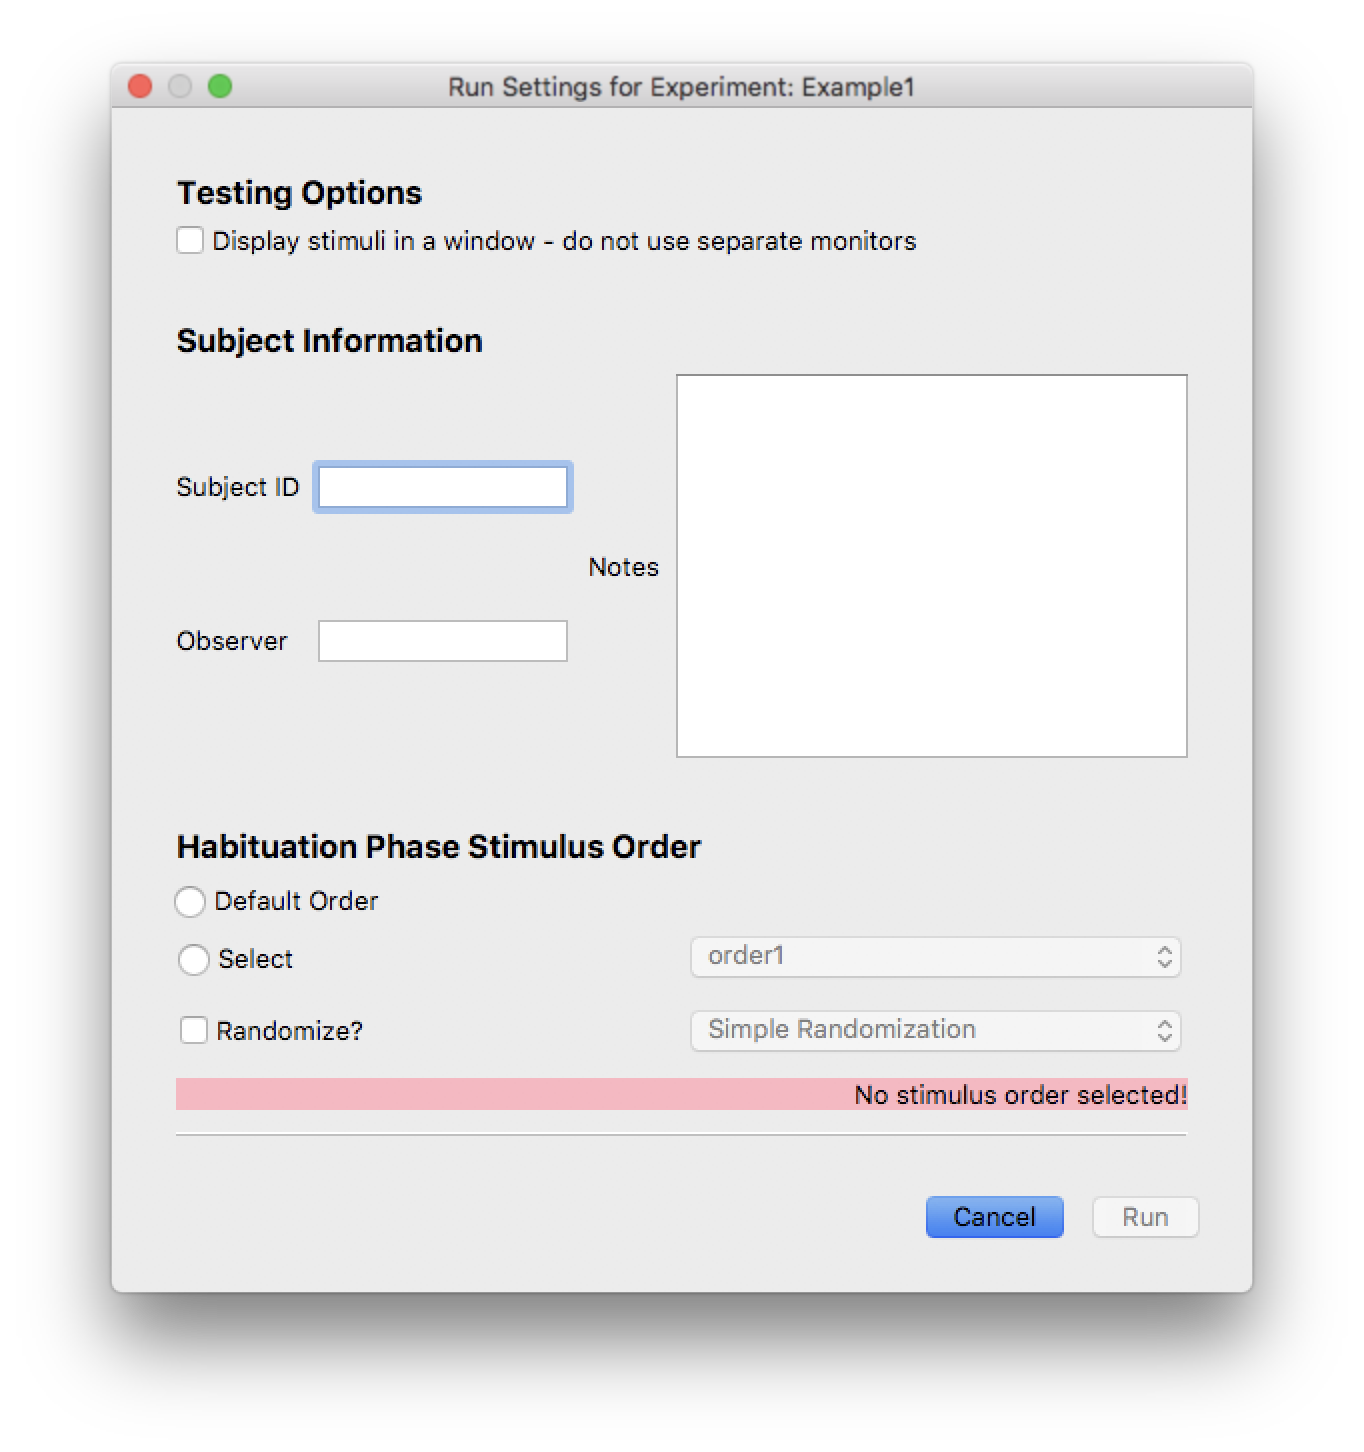 Run Settings for Experiment: Example1
Testing Options
Display stimuli in a window - do not use separate monitors
Subject Information
Subject ID
Notes
Observer
Habituation Phase Stimulus Order
Default Order
Select
order1
Randomize?
Simple Randomization
No stimulus order selected!
Cancel
Run